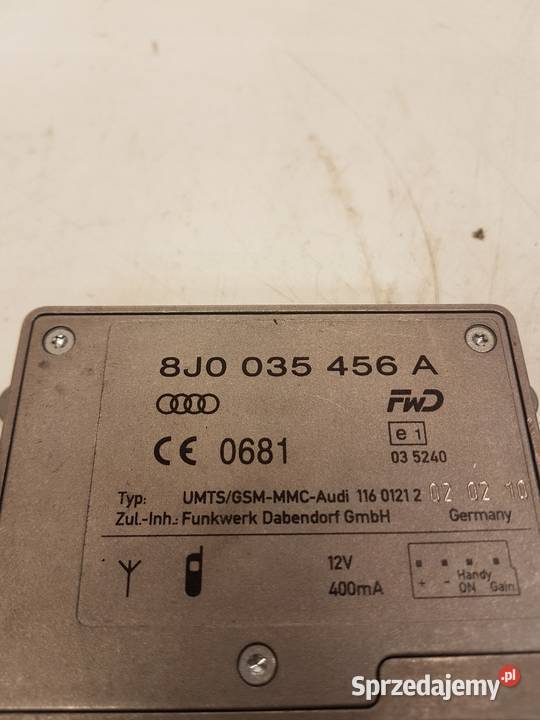 8J0 035 456 A
FWD
CE 0681
e1
03 5240
Typ: UMTS/GSM-MMC-Audi 116 0121 2 02 02 10
Zul.-Inh.: Funkwerk Dabendorf GmbH Germany
12V
400mA
+ - Handy ON Gain
Sprzedajemy.pl